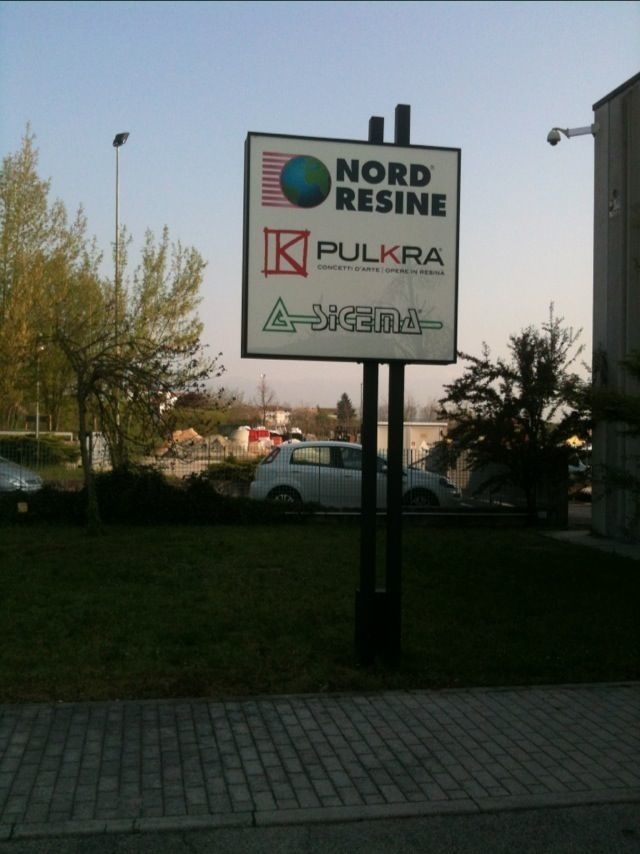 NORD®
RESINE
K PULKRA®
CONCETTI D'ARTE | OPERE IN RESINA
SICEMA